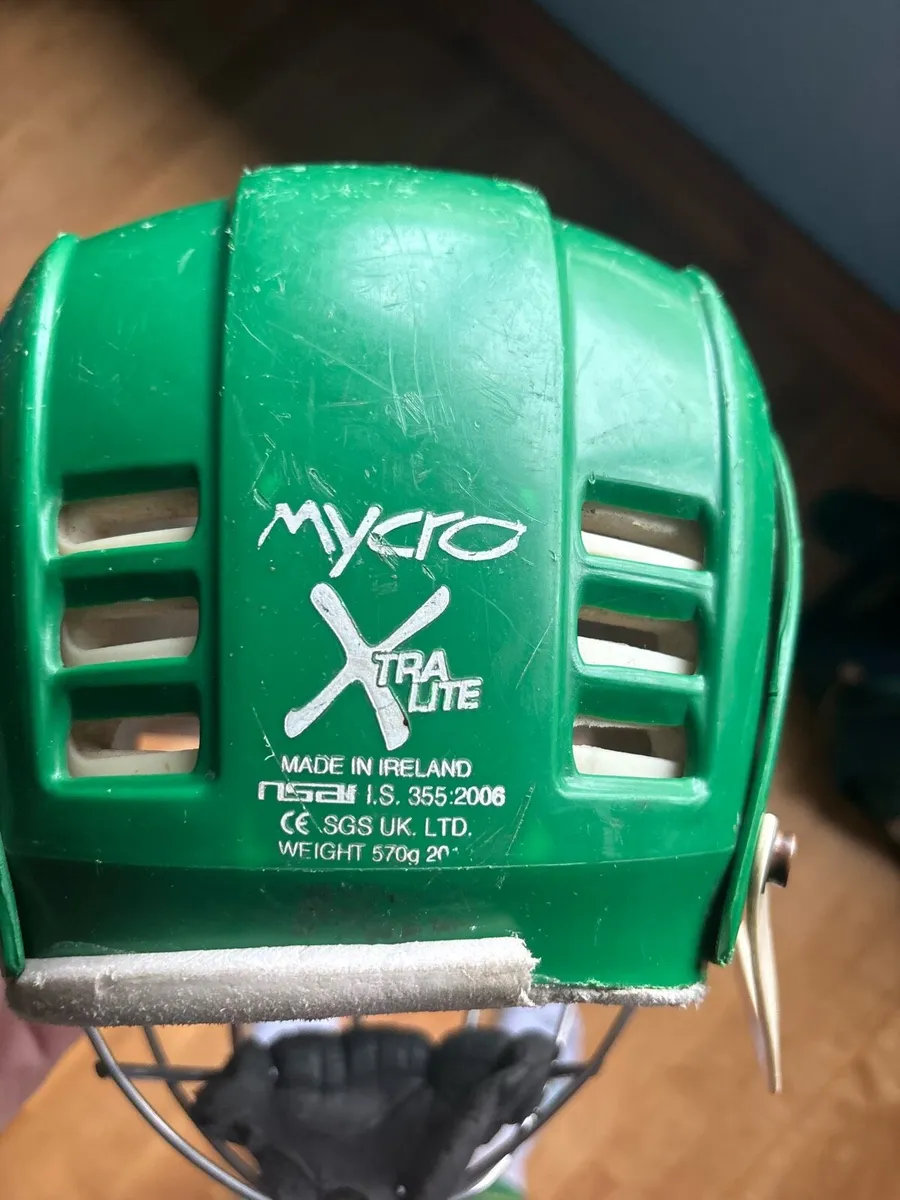 mycro
XTRA
LITE
MADE IN IRELAND
nsai I.S. 355:2006
CE SGS UK. LTD.
WEIGHT 570g